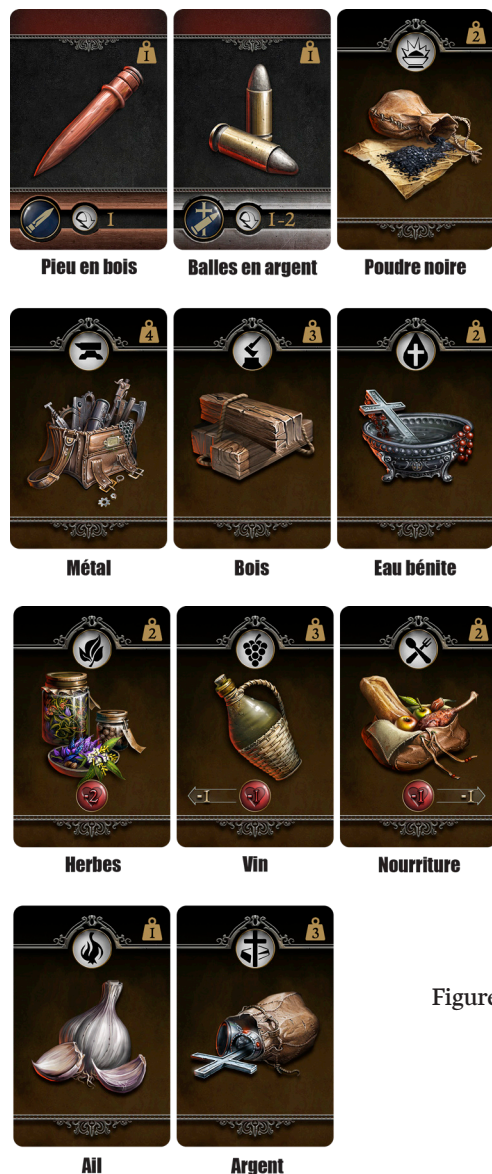 I
I
2
I
I-2
Pieu en bois
Balles en argent
Poudre noire
4
3
2
Métal
Bois
Eau bénite
2
3
2
-2
-1
-1
-1
-1
Herbes
Vin
Nourriture
I
3
Figure
Ail
Argent